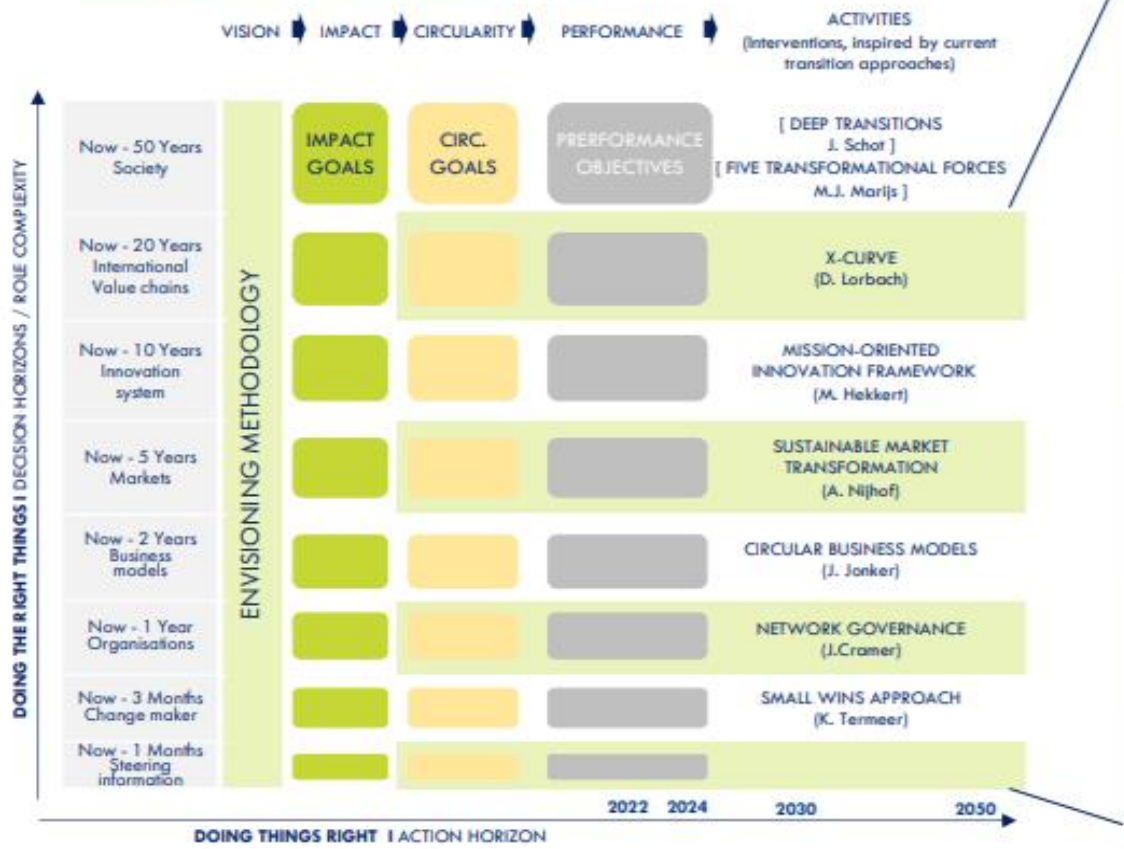 VISION IMPACT CIRCULARITY PERFORMANCE
ACTIVITIES
(Interventions, inspired by current
transition approaches)
DOING THE RIGHT THINGS I DECISION HORIZONS / ROLE COMPLEXITY
ENVISIONING METHODOLOGY
Now - 50 Years
Society
IMPACT
GOALS
CIRC.
GOALS
PRERFORMANCE
OBJECTIVES
[ DEEP TRANSITIONS
J. Schot ]
[ FIVE TRANSFORMATIONAL FORCES
M.J. Marijs ]
Now - 20 Years
International
Value chains
X-CURVE
(D. Lorbach)
Now - 10 Years
Innovation
system
MISSION-ORIENTED
INNOVATION FRAMEWORK
(M. Hekkert)
Now - 5 Years
Markets
SUSTAINABLE MARKET
TRANSFORMATION
(A. Nijhof)
Now - 2 Years
Business
models
CIRCULAR BUSINESS MODELS
(J. Jonker)
Now - 1 Year
Organisations
NETWORK GOVERNANCE
(J.Cramer)
Now - 3 Months
Change maker
SMALL WINS APPROACH
(K. Termeer)
Now - 1 Months
Steering
information
2022 2024 2030 2050
DOING THINGS RIGHT I ACTION HORIZON